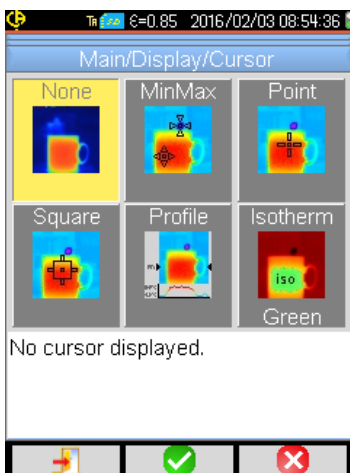 TA ε=0.85 2016/02/03 08:54:36
Main/Display/Cursor
None MinMax Point
Square Profile Isotherm
iso
Green
No cursor displayed.